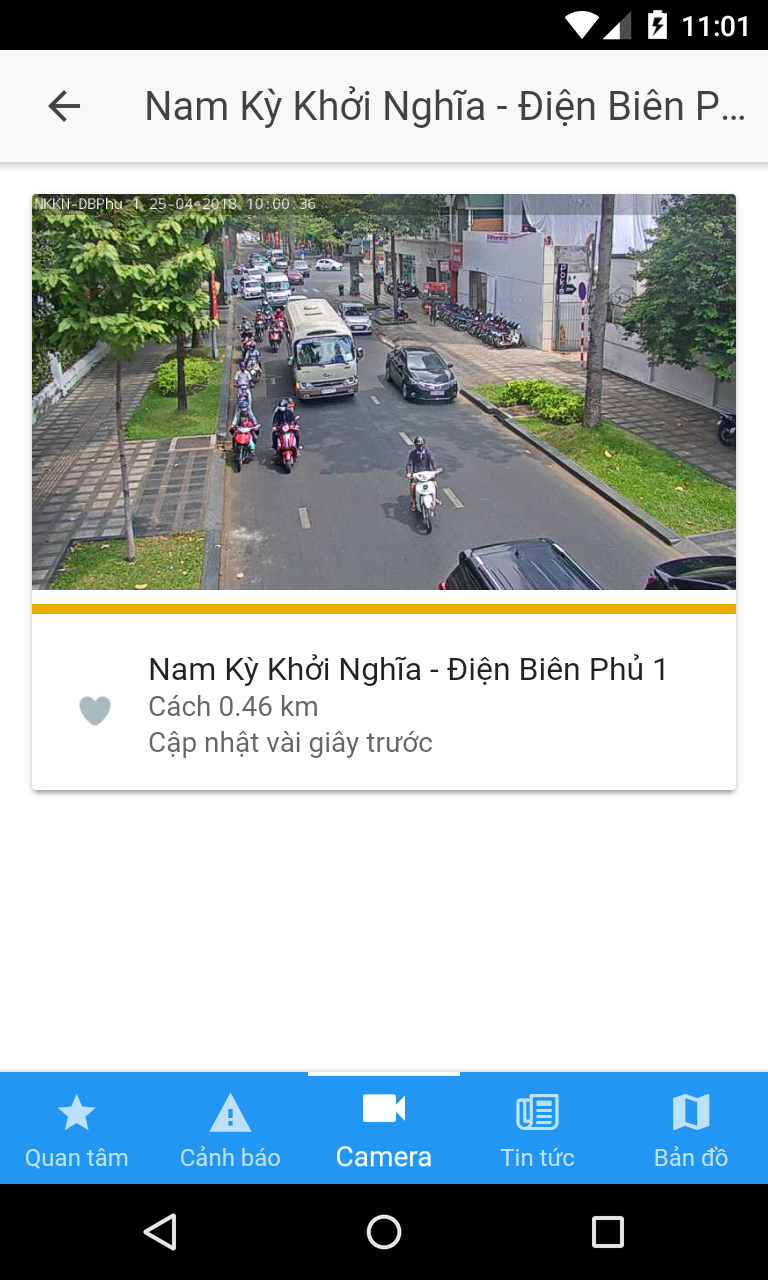 11:01
Nam Kỳ Khởi Nghĩa - Điện Biên P...
NKKN-DBPhu 1 25-04-2018 10:00:36
Nam Kỳ Khởi Nghĩa - Điện Biên Phủ 1
Cách 0.46 km
Cập nhật vài giây trước
Quan tâm
Cảnh báo
Camera
Tin tức
Bản đồ